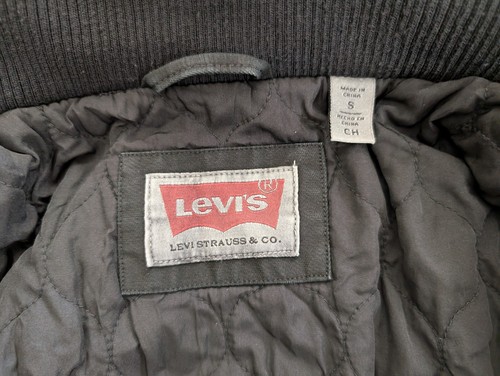 MADE IN
CHINA
S
HECHO EN
CHINA
CH
LEVI'S ®
LEVI STRAUSS & CO.